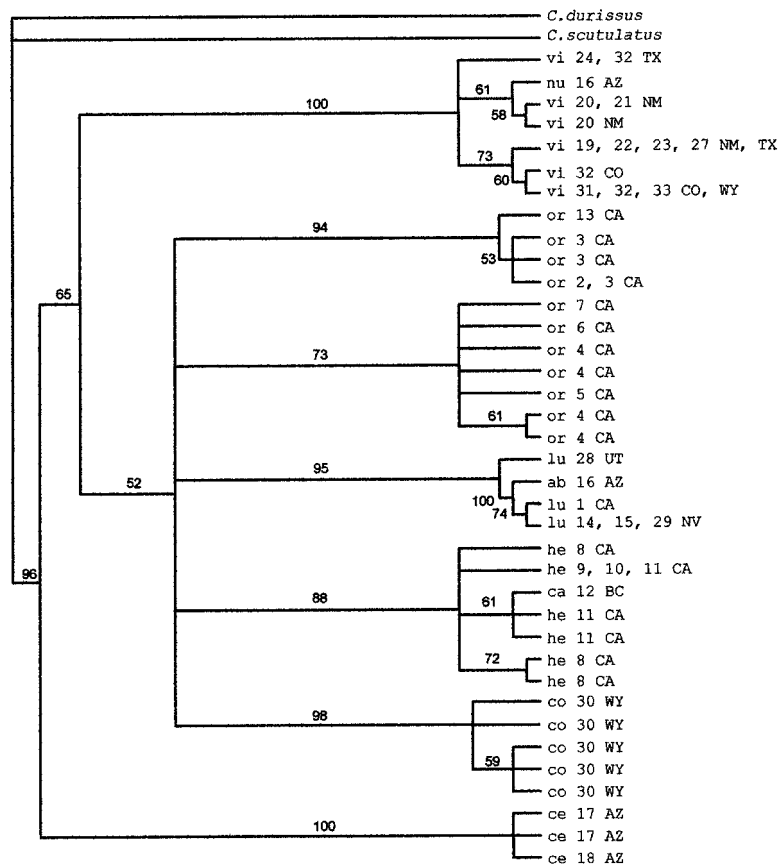 C.durissus
C.scutulatus
vi 24, 32 TX
61
nu 16 AZ
100
vi 20, 21 NM
58
vi 20 NM
vi 19, 22, 23, 27 NM, TX
73
vi 32 CO
60
vi 31, 32, 33 CO, WY
or 13 CA
94
or 3 CA
53
or 3 CA
or 2, 3 CA
65
or 7 CA
or 6 CA
73
or 4 CA
or 4 CA
or 5 CA
61
or 4 CA
or 4 CA
95
lu 28 UT
52
ab 16 AZ
100
lu 1 CA
74
lu 14, 15, 29 NV
he 8 CA
96
he 9, 10, 11 CA
88
61
ca 12 BC
he 11 CA
he 11 CA
72
he 8 CA
he 8 CA
co 30 WY
98
co 30 WY
co 30 WY
59
co 30 WY
co 30 WY
ce 17 AZ
100
ce 17 AZ
ce 18 AZ